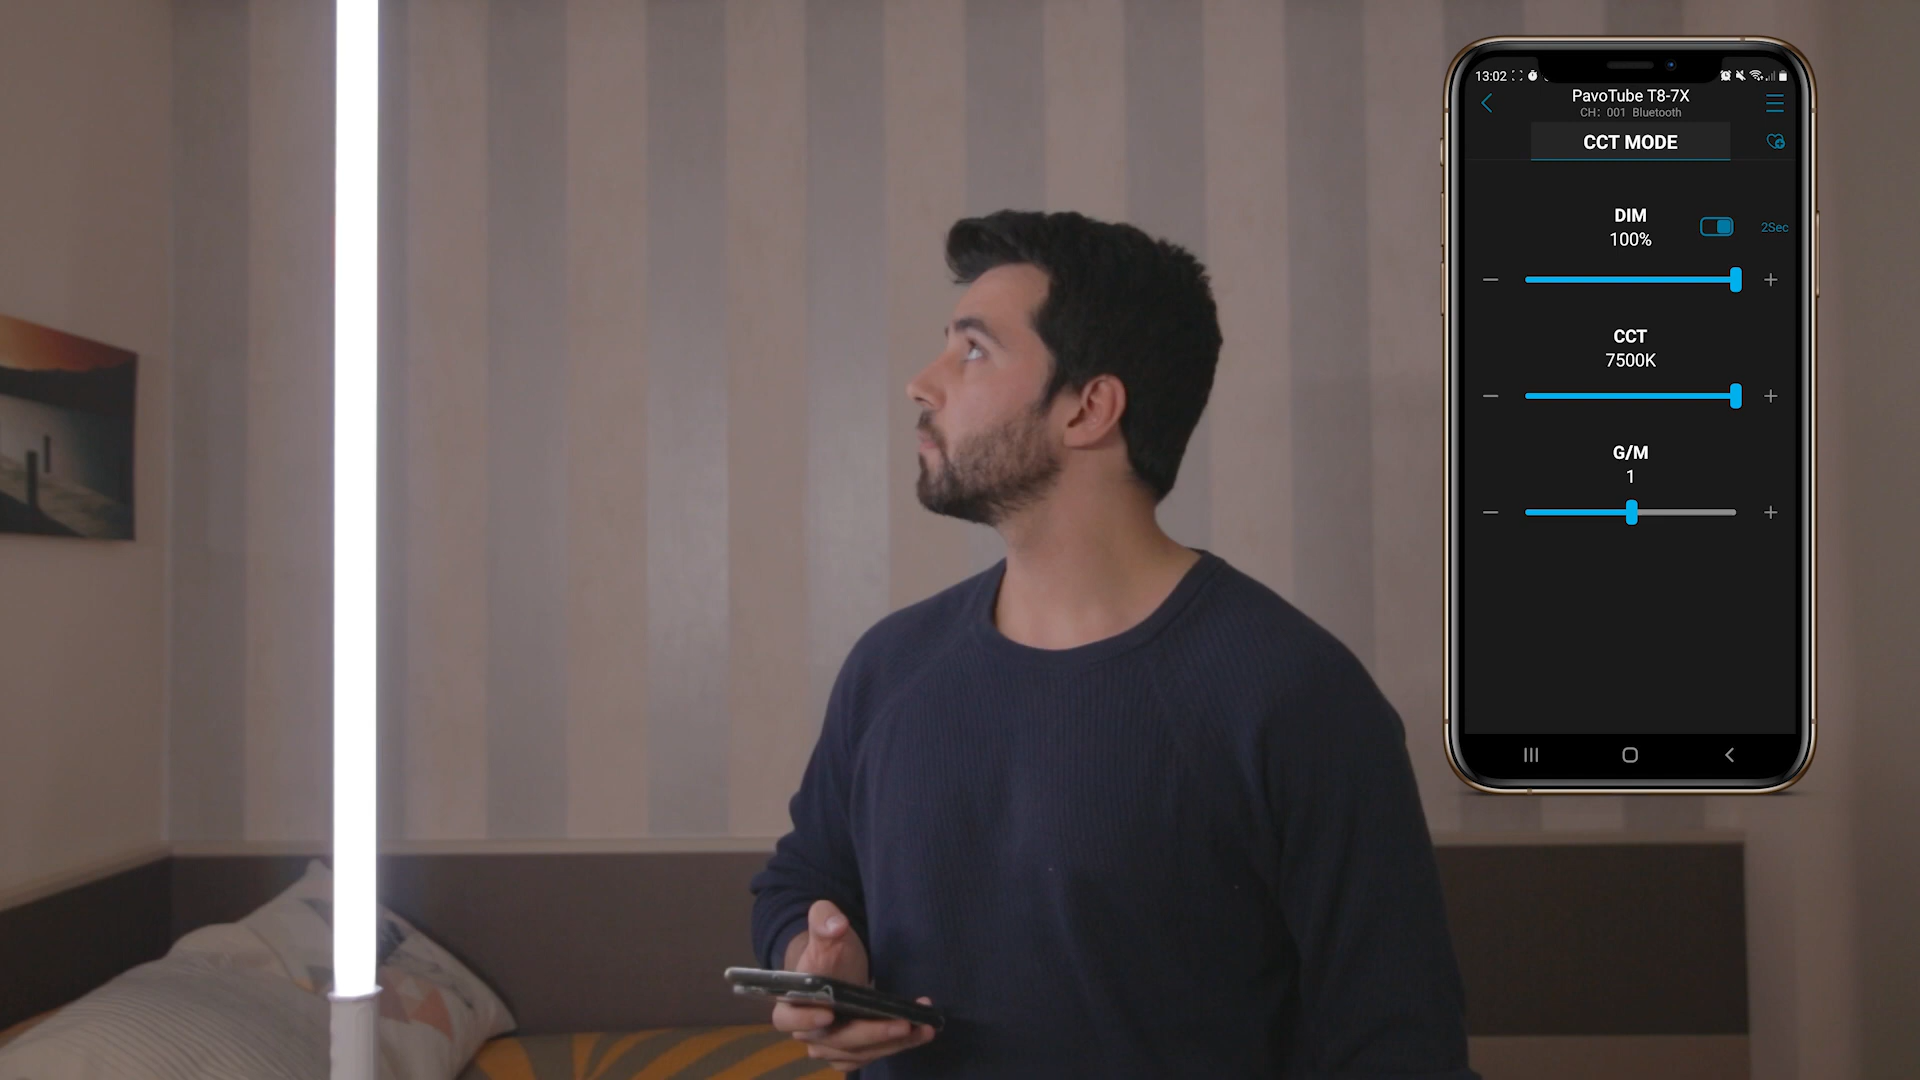 13:02
PavoTube T8-7X
CH: 001 Bluetooth
CCT MODE
DIM
100%
2Sec
CCT
7500K
G/M
1